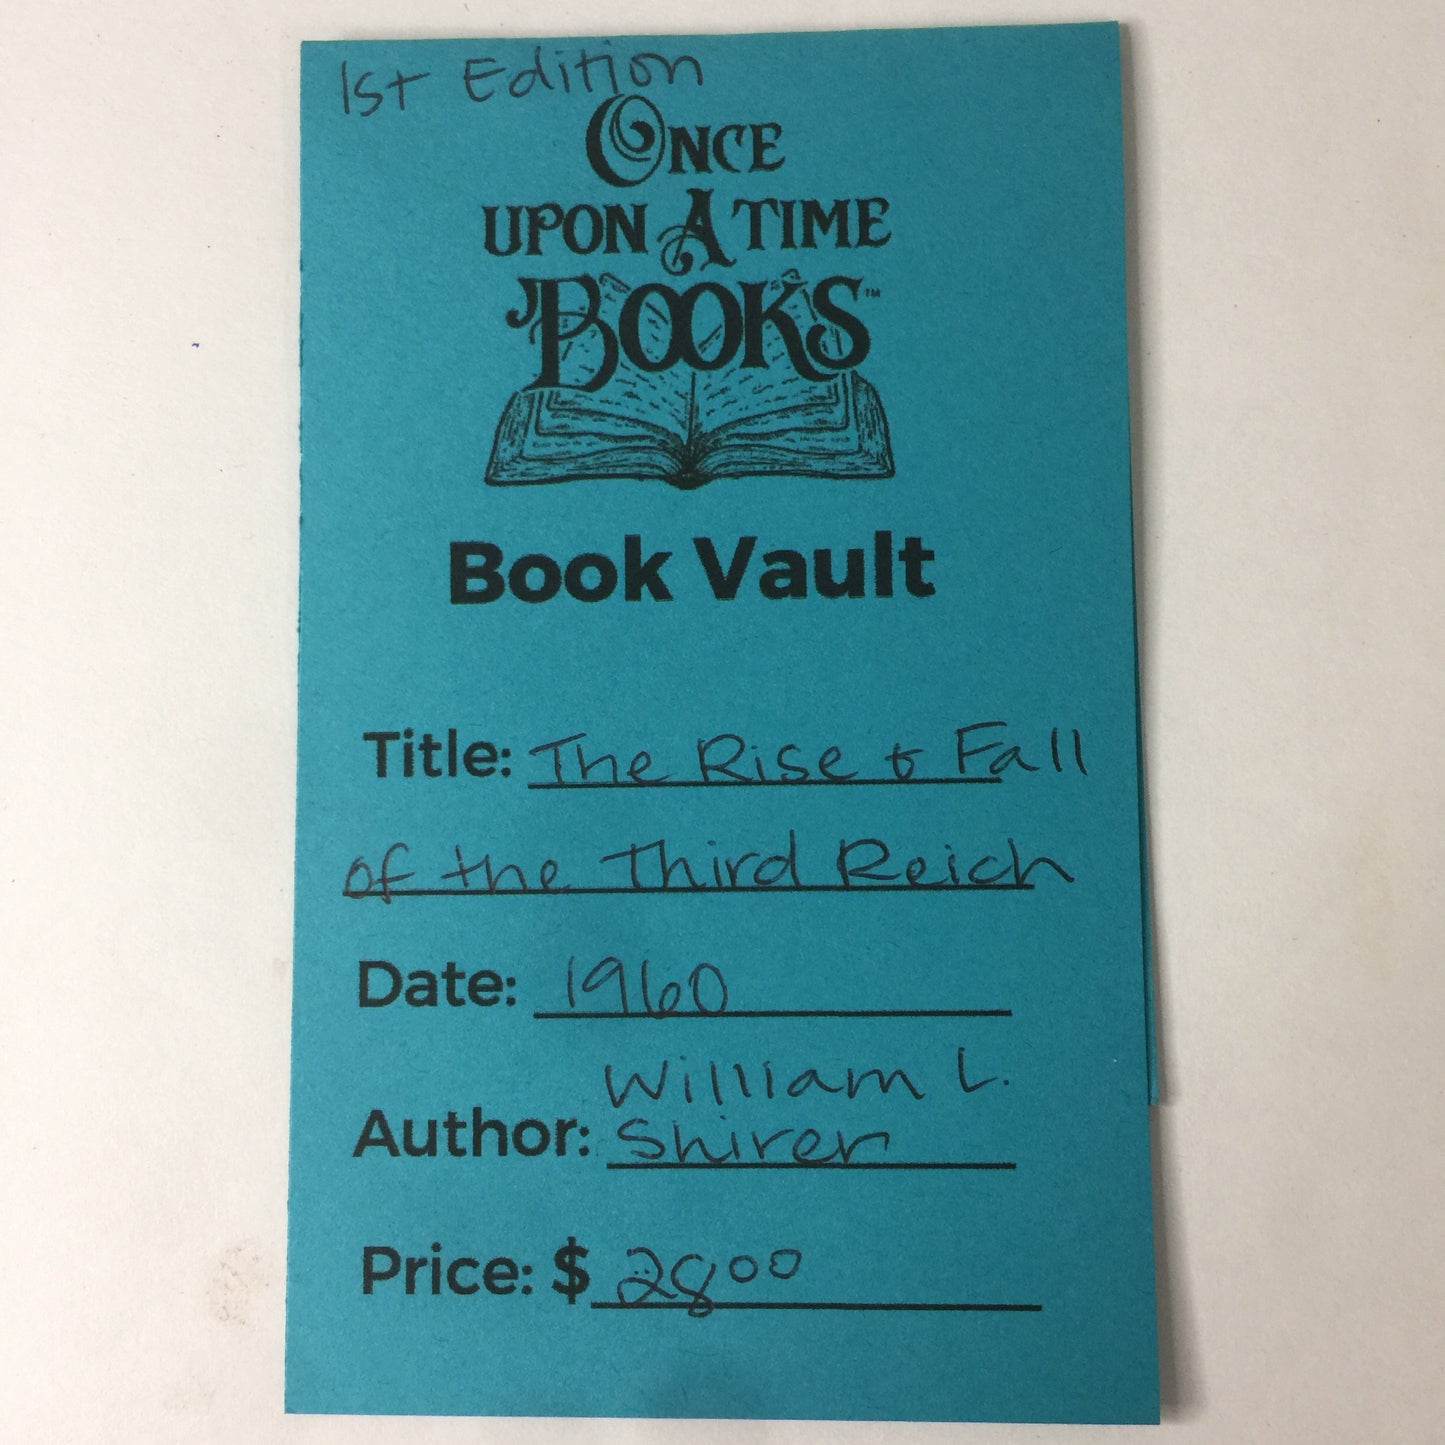 1st Edition
ONCE
UPON A TIME
BOOKS™
Book Vault
Title: The Rise & Fall
of the Third Reich
Date: 1960
William L.
Author: Shirer
Price: $ 28 00